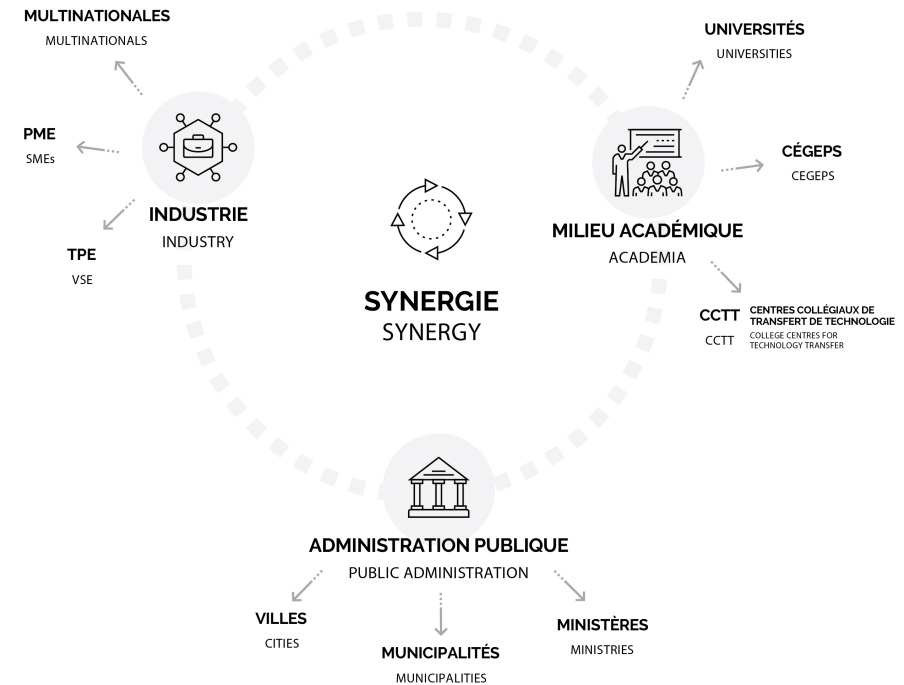 MULTINATIONALES
MULTINATIONALS
PME
SMEs
TPE
VSE
INDUSTRIE
INDUSTRY
SYNERGIE
SYNERGY
UNIVERSITÉS
UNIVERSITIES
CÉGEPS
CEGEPS
MILIEU ACADÉMIQUE
ACADEMIA
CCTT
CENTRES COLLÉGIAUX DE
TRANSFERT DE TECHNOLOGIE
CCTT
COLLEGE CENTRES FOR
TECHNOLOGY TRANSFER
ADMINISTRATION PUBLIQUE
PUBLIC ADMINISTRATION
VILLES
CITIES
MUNICIPALITÉS
MUNICIPALITIES
MINISTÈRES
MINISTRIES